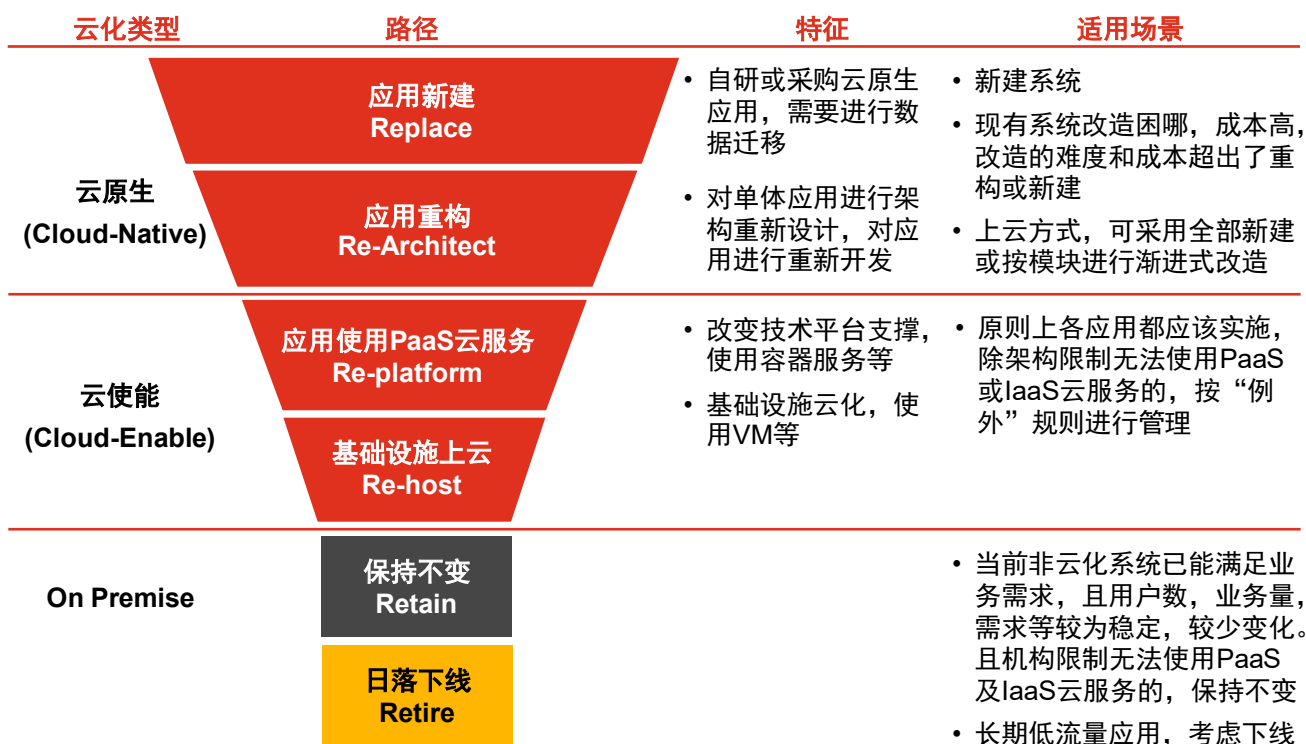 云化类型
路径
特征
适用场景
云原生
(Cloud-Native)
应用新建
Replace
应用重构
Re-Architect
• 自研或采购云原生
应用，需要进行数
据迁移
• 对单体应用进行架
构重新设计，对应
用进行重新开发
• 新建系统
• 现有系统改造困哪，成本高，
改造的难度和成本超出了重
构或新建
• 上云方式，可采用全部新建
或按模块进行渐进式改造
云使能
(Cloud-Enable)
应用使用PaaS云服务
Re-platform
基础设施上云
Re-host
• 改变技术平台支撑，
使用容器服务等
• 基础设施云化，使
用VM等
• 原则上各应用都应该实施，
除架构限制无法使用PaaS
或IaaS云服务的，按“例
外”规则进行管理
On Premise
保持不变
Retain
日落下线
Retire
• 当前非云化系统已能满足业
务需求，且用户数，业务量，
需求等较为稳定，较少变化。
且机构限制无法使用PaaS
及IaaS云服务的，保持不变
• 长期低流量应用，考虑下线